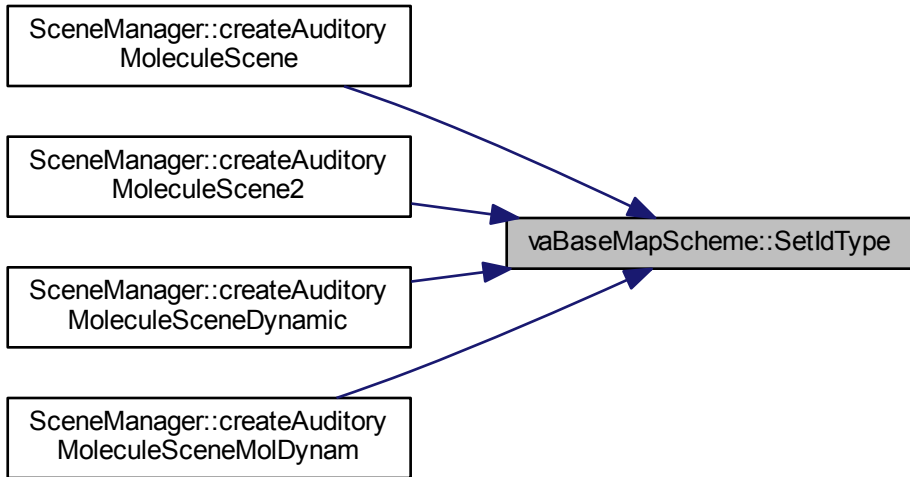 SceneManager::createAuditory
MoleculeScene
SceneManager::createAuditory
MoleculeScene2
vaBaseMapScheme::SetIdType
SceneManager::createAuditory
MoleculeSceneDynamic
SceneManager::createAuditory
MoleculeSceneMolDynam